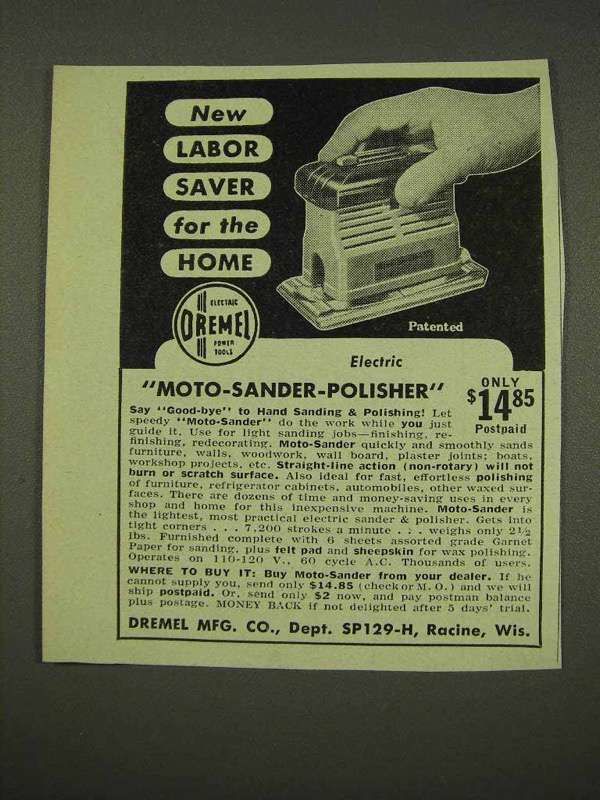 New
LABOR
SAVER
for the
HOME
ELECTRIC
DREMEL
POWER
TOOLS
Patented
Electric
"MOTO-SANDER-POLISHER"
ONLY
$14 85
Postpaid
Say "Good-bye" to Hand Sanding & Polishing! Let
speedy "Moto-Sander" do the work while you just
guide it. Use for light sanding jobs—finishing, re-
finishing, redecorating. Moto-Sander quickly and smoothly sands
furniture, walls, woodwork, wall board, plaster joints; boats,
workshop projects, etc. Straight-line action (non-rotary) will not
burn or scratch surface. Also ideal for fast, effortless polishing
of furniture, refrigerator cabinets, automobiles, other waxed sur-
faces. There are dozens of time and money-saving uses in every
shop and home for this inexpensive machine. Moto-Sander is
the lightest, most practical electric sander & polisher. Gets into
tight corners . . . 7,200 strokes a minute . . . weighs only 2½
lbs. Furnished complete with 6 sheets assorted grade Garnet
Paper for sanding, plus felt pad and sheepskin for wax polishing.
Operates on 110-120 V., 60 cycle A.C. Thousands of users.
WHERE TO BUY IT: Buy Moto-Sander from your dealer. If he
cannot supply you, send only $14.85 (check or M. O.) and we will
ship postpaid. Or, send only $2 now, and pay postman balance
plus postage. MONEY BACK if not delighted after 5 days' trial.
DREMEL MFG. CO., Dept. SP129-H, Racine, Wis.